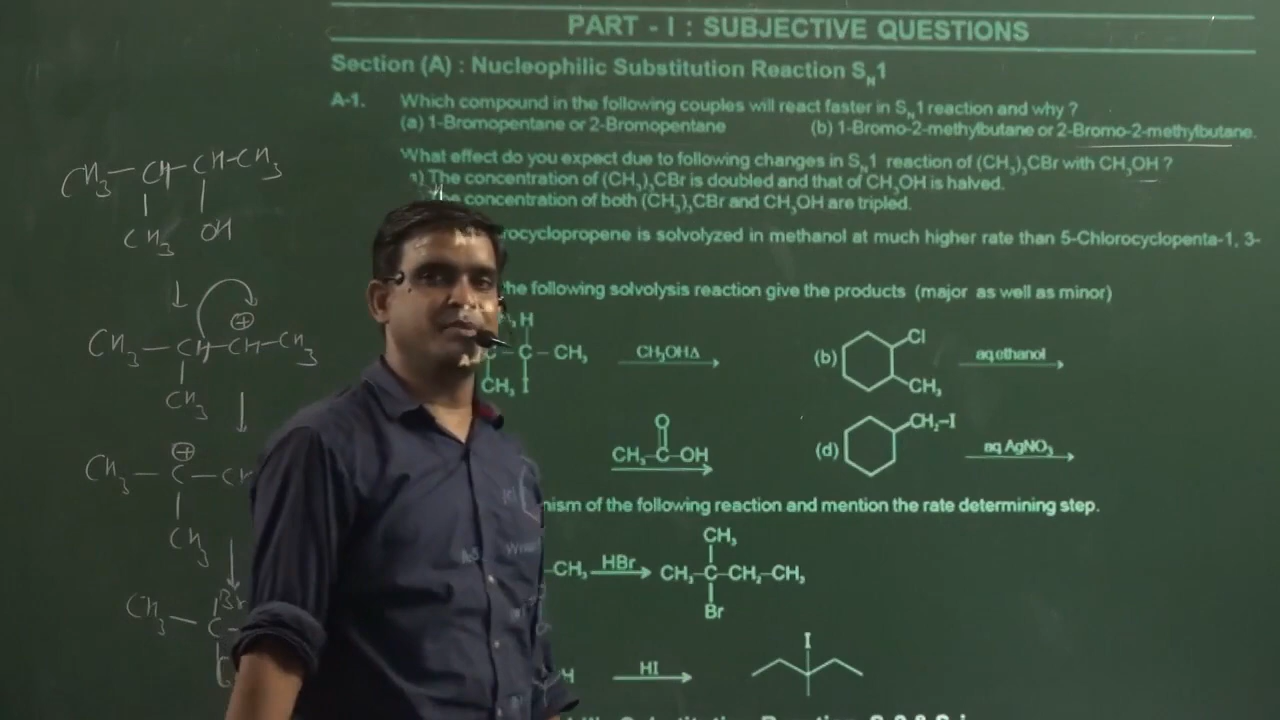 PART - I : SUBJECTIVE QUESTIONS
Section (A) : Nucleophilic Substitution Reaction SN1
A-1. Which compound in the following couples will react faster in SN1 reaction and why ?
(a) 1-Bromopentane or 2-Bromopentane (b) 1-Bromo-2-methylbutane or 2-Bromo-2-methylbutane.
What effect do you expect due to following changes in SN1 reaction of (CH3)3CBr with CH3OH ?
The concentration of (CH3)3CBr is doubled and that of CH3OH is halved.
concentration of both (CH3)3CBr and CH3OH are tripled.
rocyclopropene is solvolyzed in methanol at much higher rate than 5-Chlorocyclopenta-1, 3-
the following solvolysis reaction give the products (major as well as minor)
H
C – CH3 CH3OHΔ (b) Cl aq.ethanol
CH3 I CH3
O
CH3–C–OH (d) CH2–I aq AgNO3
nism of the following reaction and mention the rate determining step.
CH3
–CH3 HBr CH3–C–CH2–CH3
Br
I
H HI
CH3 – CH – CH – CH3
CH3 OH
CH3 – CH – CH – CH3
⊕
CH3
⊕
CH3 – C – CH
CH3
Br
CH3 – C –